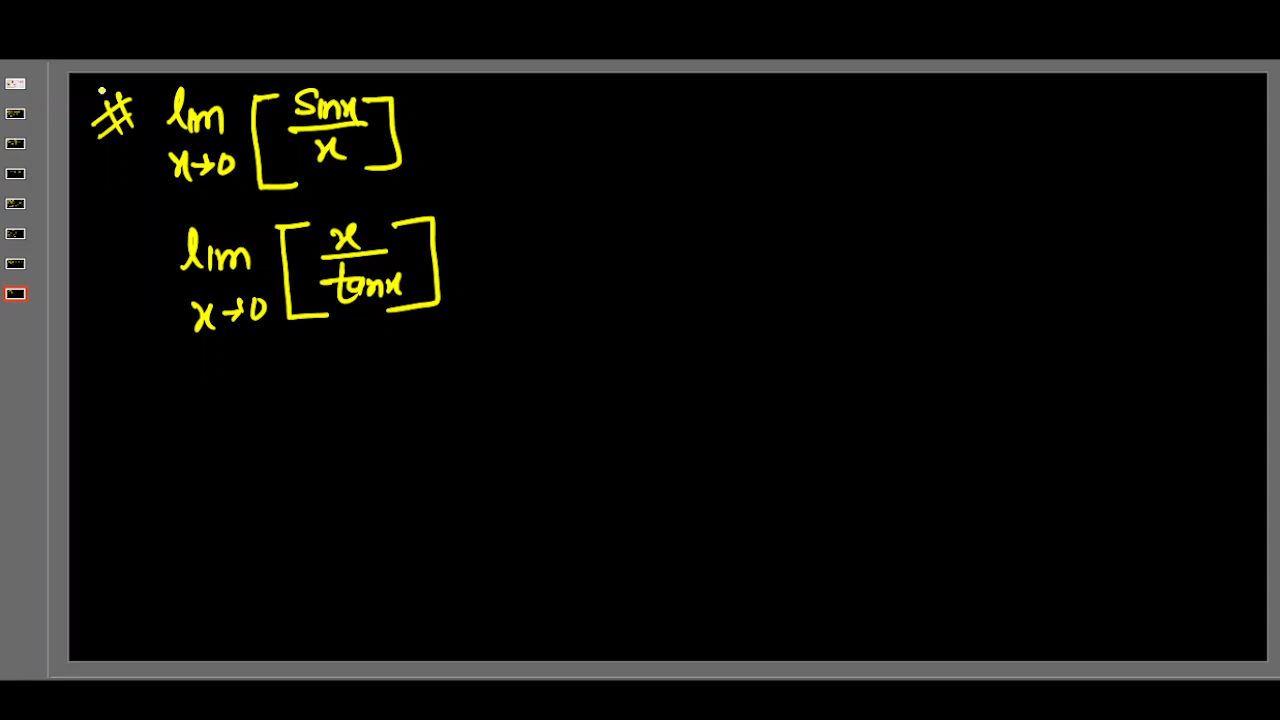 # lim x→0 [ sinx / x ]
lim x→0 [ x / tanx ]